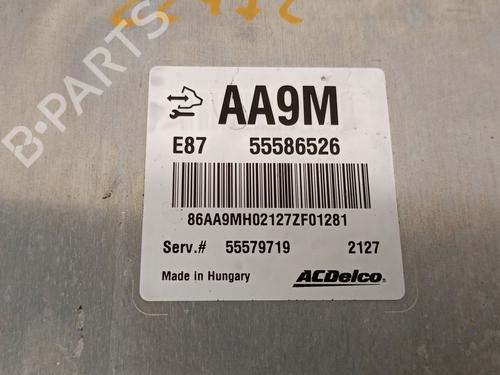 B-PARTS
AA9M
E87 55586526
86AA9MH02127ZF01281
Serv.# 55579719 2127
Made in Hungary ACDelco